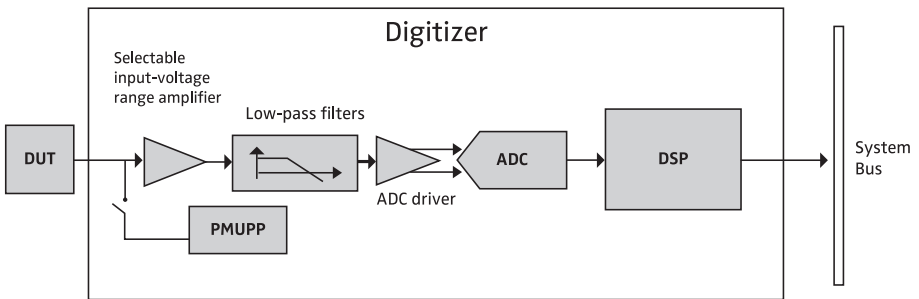 Digitizer
Selectable
input-voltage
range amplifier
Low-pass filters
DUT
ADC
DSP
System
Bus
ADC driver
PMUPP